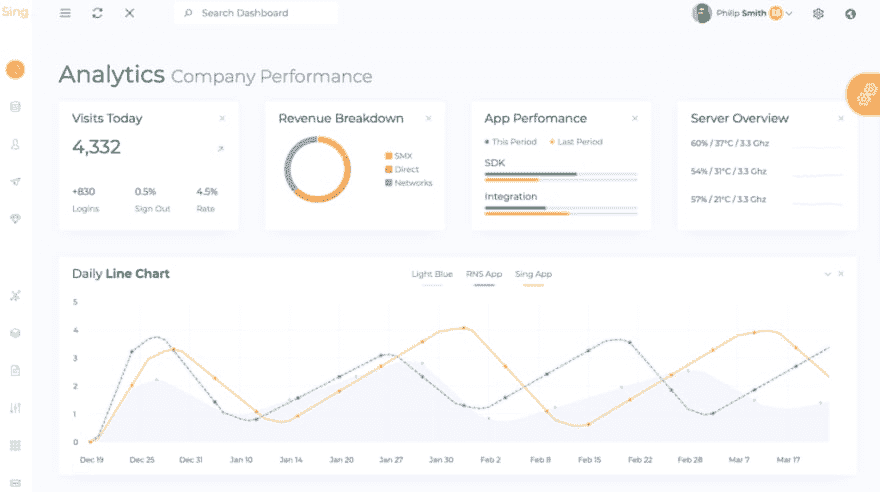 Sing
Search Dashboard
Philip Smith
Analytics Company Performance
Visits Today
4,332
+830 0.5% 4.5%
Logins Sign Out Rate
Revenue Breakdown
SMX
Direct
Networks
App Perfomance
This Period Last Period
SDK
Integration
Server Overview
60% / 37°C / 3.3 Ghz
54% / 31°C / 3.3 Ghz
57% / 21°C / 3.3 Ghz
Daily Line Chart
Light Blue RNS App Sing App
5
4
3
2
1
0
Dec 19 Dec 25 Dec 31 Jan 10 Jan 14 Jan 20 Jan 27 Jan 30 Feb 2 Feb 8 Feb 15 Feb 22 Feb 28 Mar 7 Mar 17